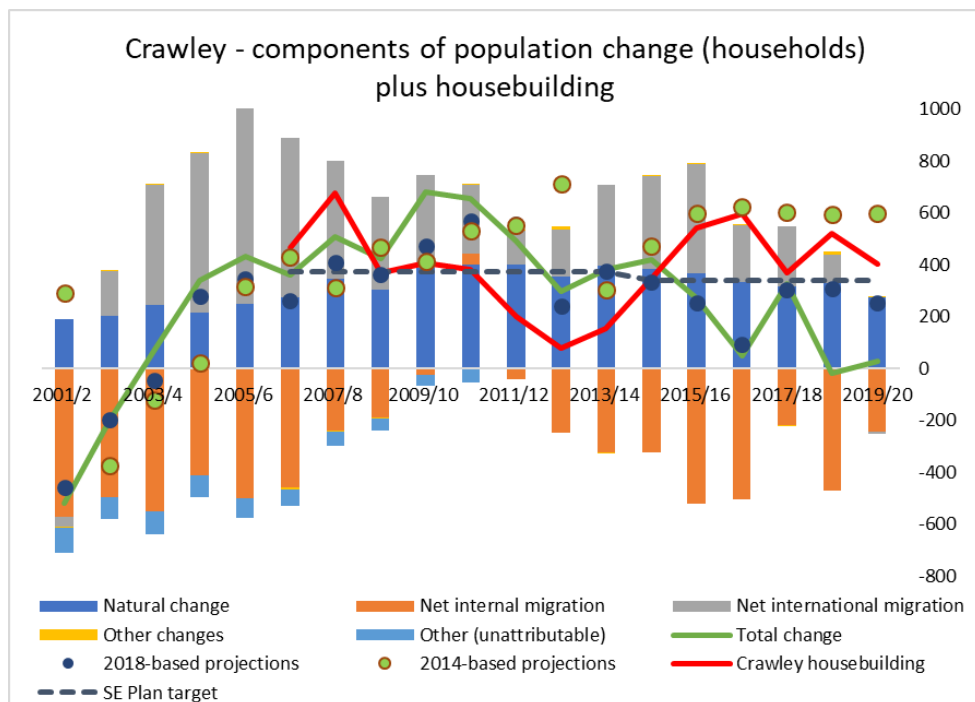 Crawley - components of population change (households)
plus housebuilding
1000
800
600
400
200
0
2001/2 2003/4 2005/6 2007/8 2009/10 2011/12 2013/14 2015/16 2017/18 2019/20
-200
-400
-600
-800
Natural change Net internal migration Net international migration
Other changes Other (unattributable) Total change
2018-based projections 2014-based projections Crawley housebuilding
SE Plan target